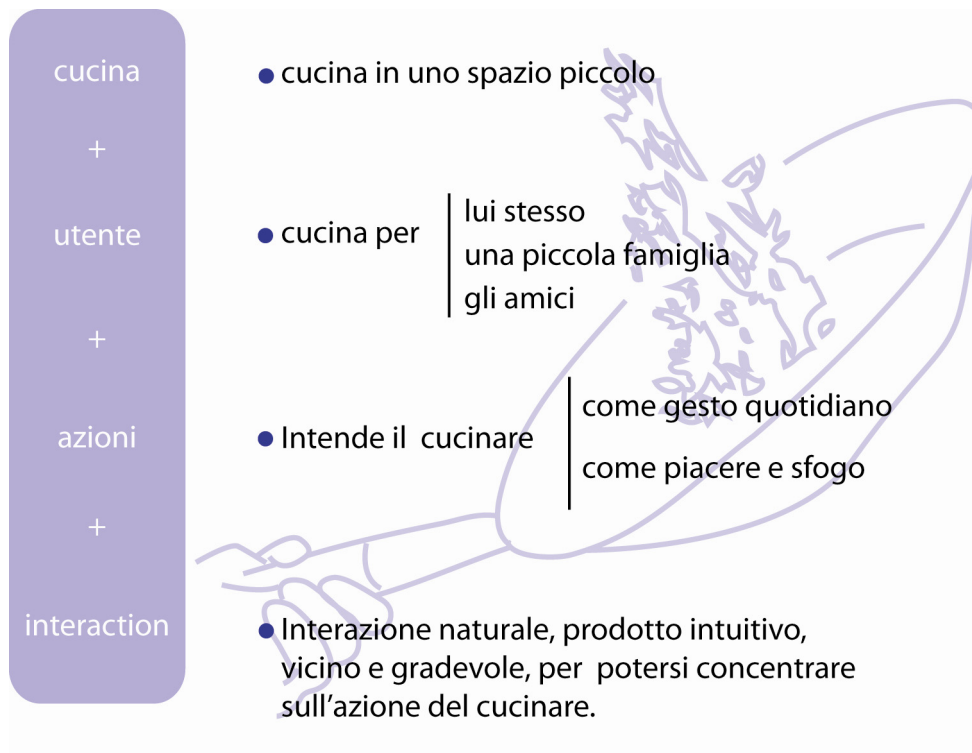 cucina
+
utente
+
azioni
+
interaction
● cucina in uno spazio piccolo
● cucina per
lui stesso
una piccola famiglia
gli amici
● Intende il cucinare
come gesto quotidiano
come piacere e sfogo
● Interazione naturale, prodotto intuitivo,
vicino e gradevole, per potersi concentrare
sull’azione del cucinare.